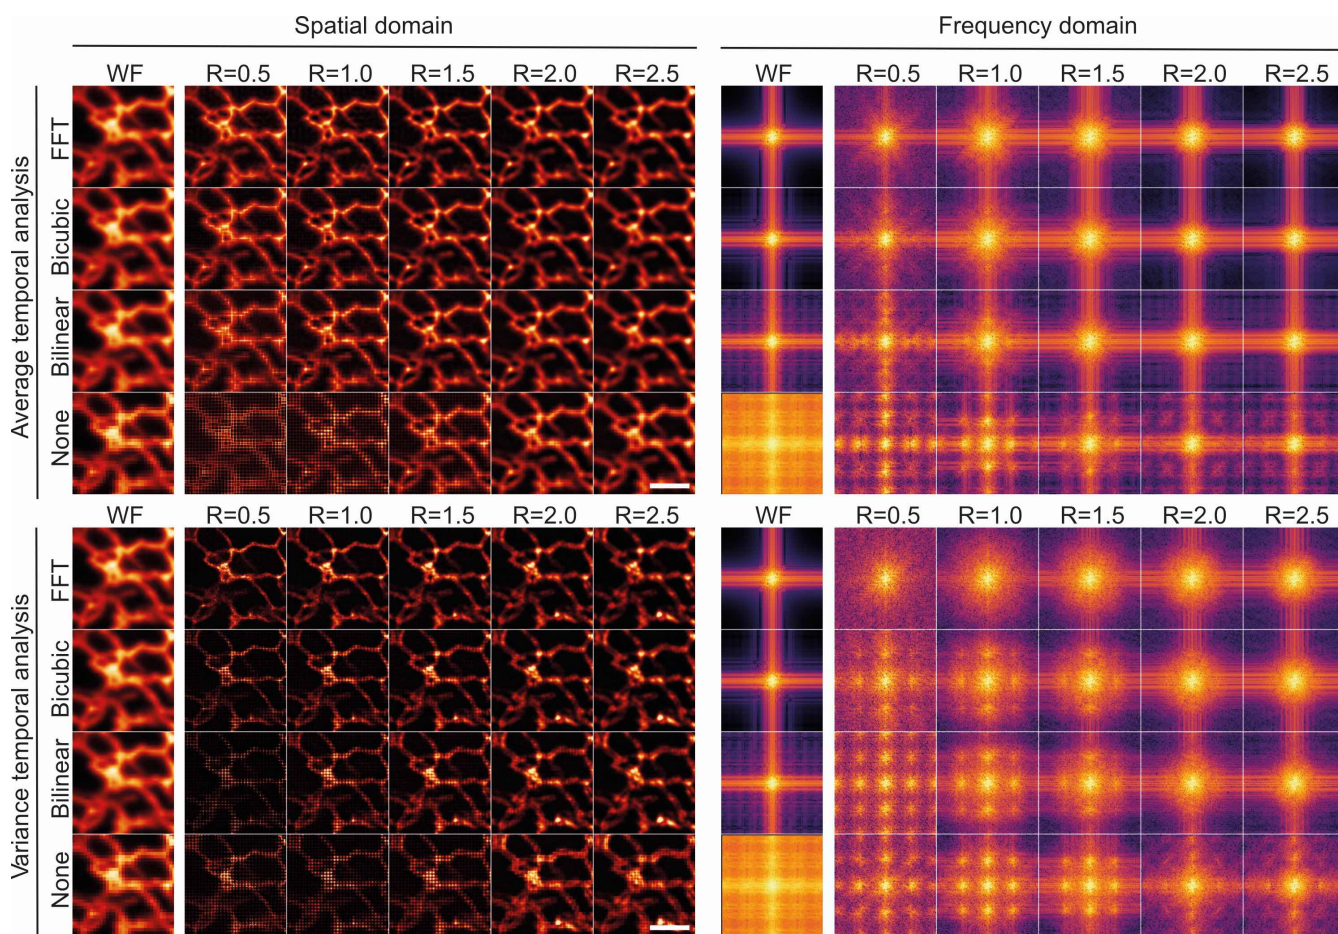 Spatial domain
Frequency domain
WF R=0.5 R=1.0 R=1.5 R=2.0 R=2.5
WF R=0.5 R=1.0 R=1.5 R=2.0 R=2.5
Average temporal analysis
FFT
Bicubic
Bilinear
None
WF R=0.5 R=1.0 R=1.5 R=2.0 R=2.5
WF R=0.5 R=1.0 R=1.5 R=2.0 R=2.5
Variance temporal analysis
FFT
Bicubic
Bilinear
None